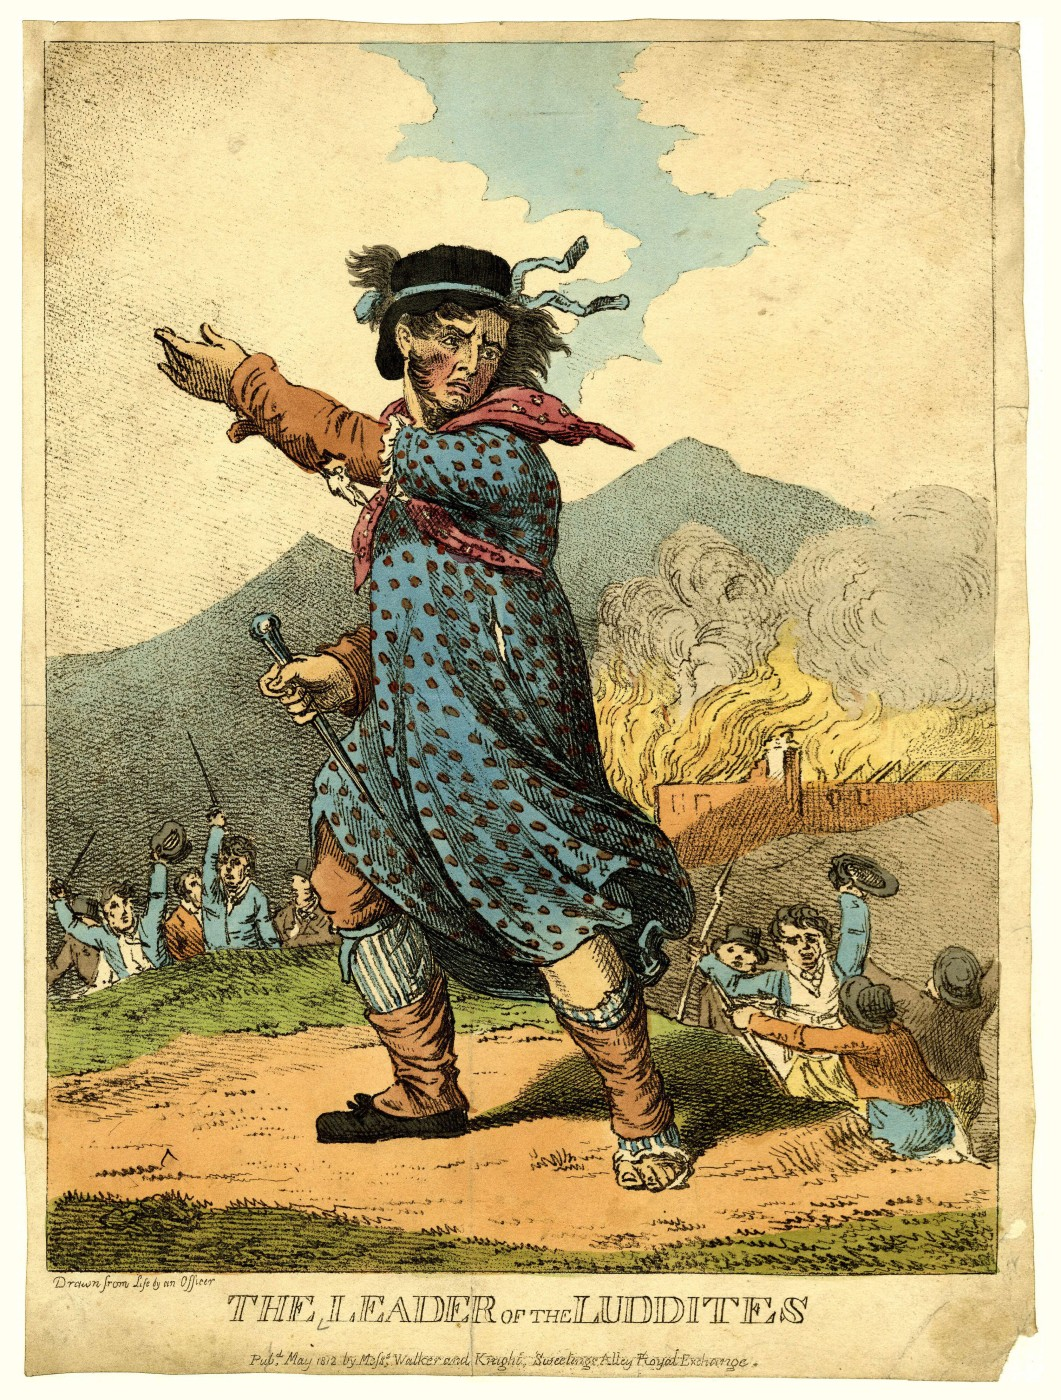 Drawn from Life by an Officer
THE LEADER OF THE LUDDITES
Pub.d May 1812 by Mess.rs Walker and Knight, Sweetings Alley Royal Exchange.